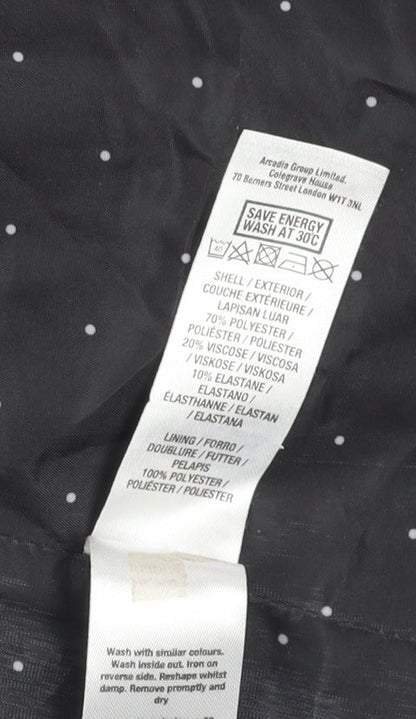 Arcadia Group Limited.
Colegrave House
70 Berners Street London W1T 3NL
SAVE ENERGY
WASH AT 30°C
SHELL / EXTERIOR /
COUCHE EXTERIEURE /
LAPISAN LUAR
70% POLYESTER /
POLIÉSTER / POLIESTER
20% VISCOSE / VISCOSA
/ VISKOSE / VISKOSA
10% ELASTANE /
ELASTANO /
ÉLASTHANNE / ELASTAN
/ ELASTANA
LINING / FORRO /
DOUBLURE / FUTTER /
PELAPIS
100% POLYESTER /
POLIÉSTER / POLIESTER
Wash with similar colours.
Wash inside out. Iron on
reverse side. Reshape whilst
damp. Remove promptly and
dry